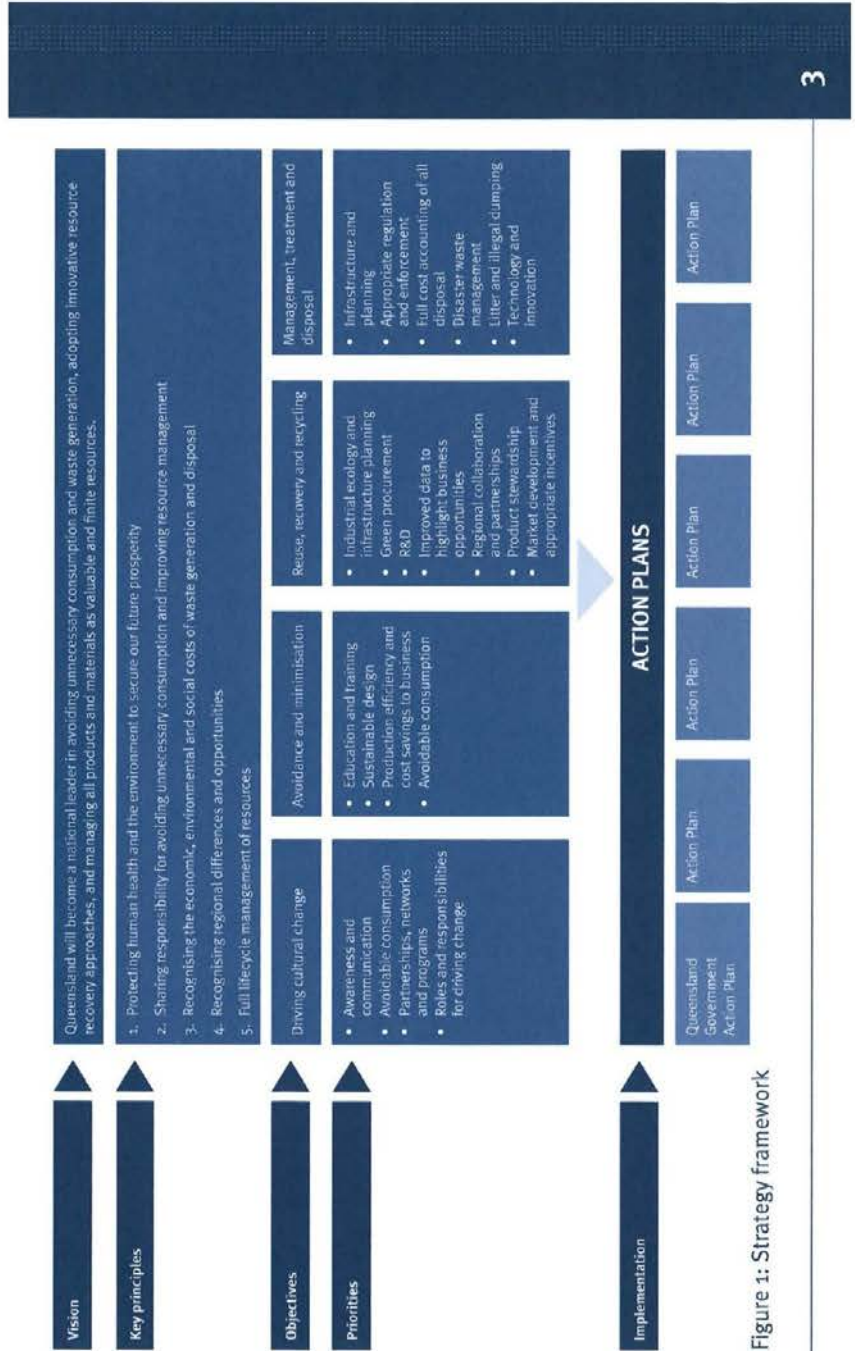 Vision
Queensland will become a national leader in avoiding unnecessary consumption and waste generation, adopting innovative resource
recovery approaches, and managing all products and materials as valuable and finite resources.
Key principles
1. Protecting human health and the environment to secure our future prosperity
2. Sharing responsibility for avoiding unnecessary consumption and improving resource management
3. Recognising the economic, environmental and social costs of waste generation and disposal
4. Recognising regional differences and opportunities
5. Full lifecycle management of resources
Objectives
Driving cultural change
Avoidance and minimisation
Reuse, recovery and recycling
Management, treatment and
disposal
Priorities
• Awareness and
communication
• Avoidable consumption
• Partnerships, networks
and programs
• Roles and responsibilities
for driving change
• Education and training
• Sustainable design
• Production efficiency and
cost savings to business
• Avoidable consumption
• Industrial ecology and
infrastructure planning
• Green procurement
• R&D
• Improved data to
highlight business
opportunities
• Regional collaboration
and partnerships
• Product stewardship
• Market development and
appropriate incentives
• Infrastructure and
planning
• Appropriate regulation
and enforcement
• Full cost accounting of all
disposal
• Disaster waste
management
• Litter and illegal dumping
• Technology and
innovation
Implementation
ACTION PLANS
Queensland
Government
Action Plan
Action Plan
Action Plan
Action Plan
Action Plan
Action Plan
Figure 1: Strategy framework
3